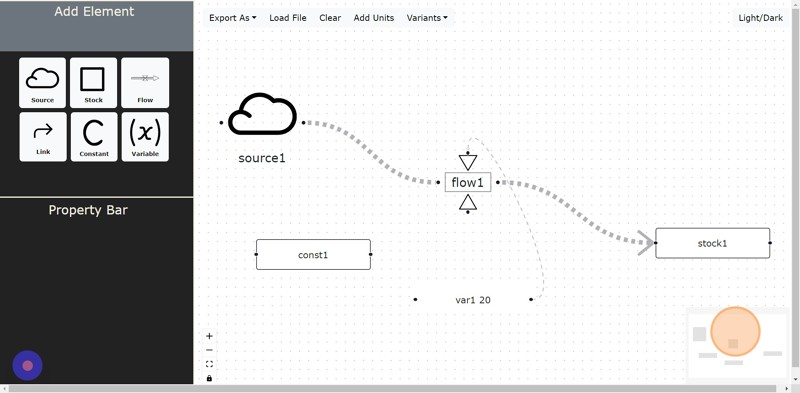 Add Element
Export As Load File Clear Add Units Variants Light/Dark
Source Stock Flow
Link Constant Variable
(x)
Property Bar
source1
flow1
stock1
const1
var1 20